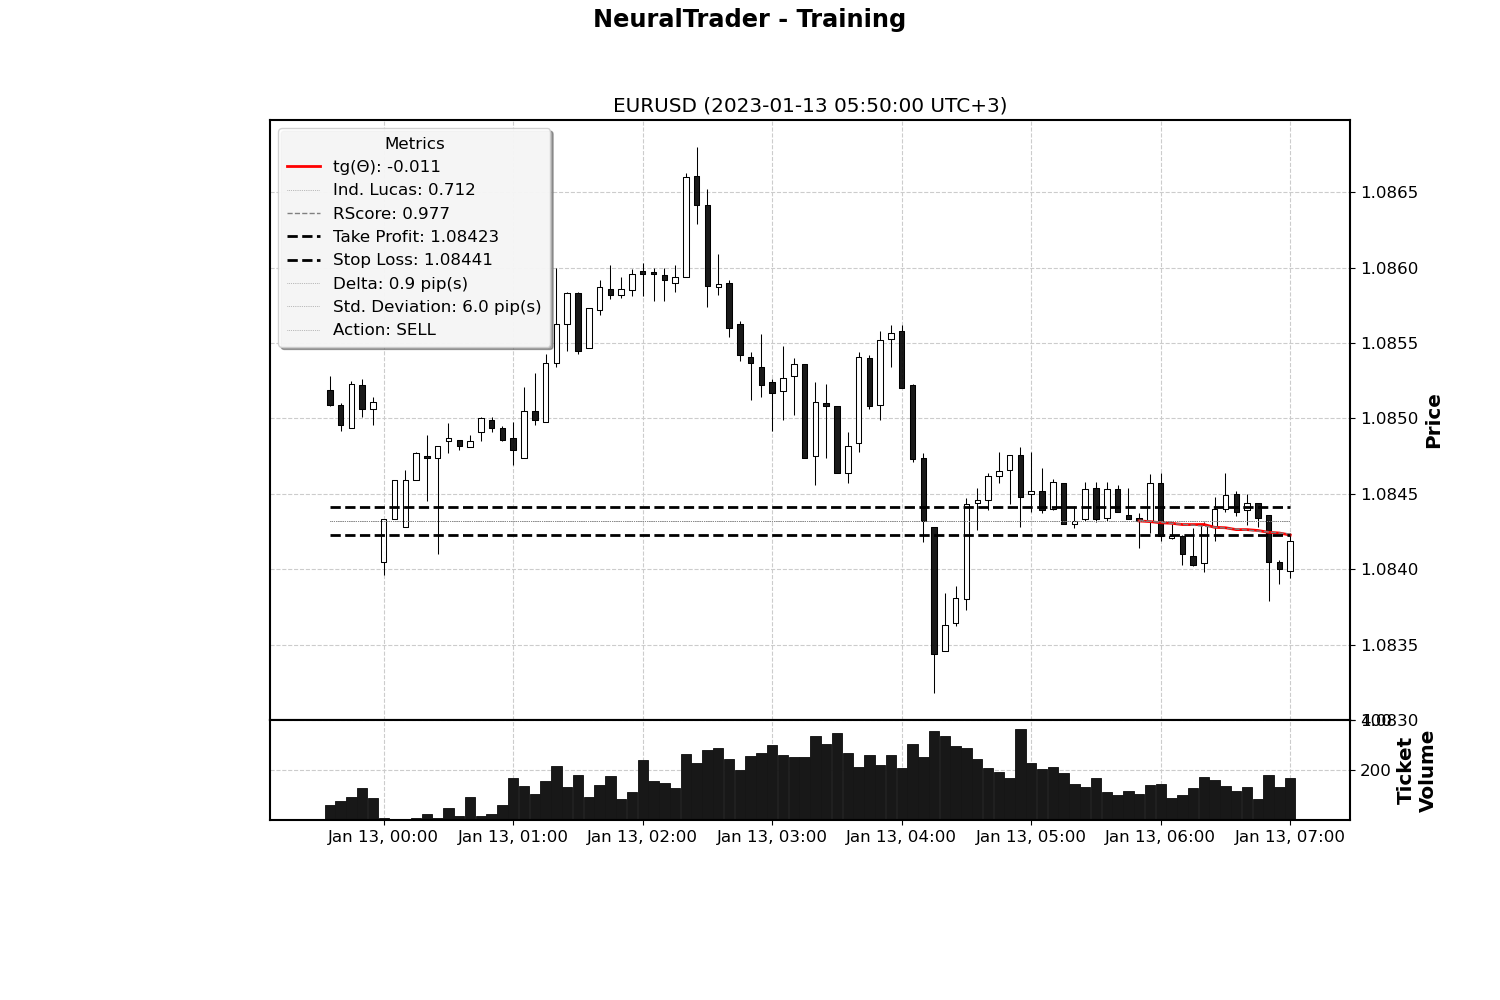 NeuralTrader - Training
EURUSD (2023-01-13 05:50:00 UTC+3)
Metrics
tg(Θ): -0.011
Ind. Lucas: 0.712
RScore: 0.977
Take Profit: 1.08423
Stop Loss: 1.08441
Delta: 0.9 pip(s)
Std. Deviation: 6.0 pip(s)
Action: SELL
1.0865
1.0860
1.0855
1.0850
1.0845
1.0840
1.0835
1.0830
Price
400
200
Ticket
Volume
Jan 13, 00:00
Jan 13, 01:00
Jan 13, 02:00
Jan 13, 03:00
Jan 13, 04:00
Jan 13, 05:00
Jan 13, 06:00
Jan 13, 07:00